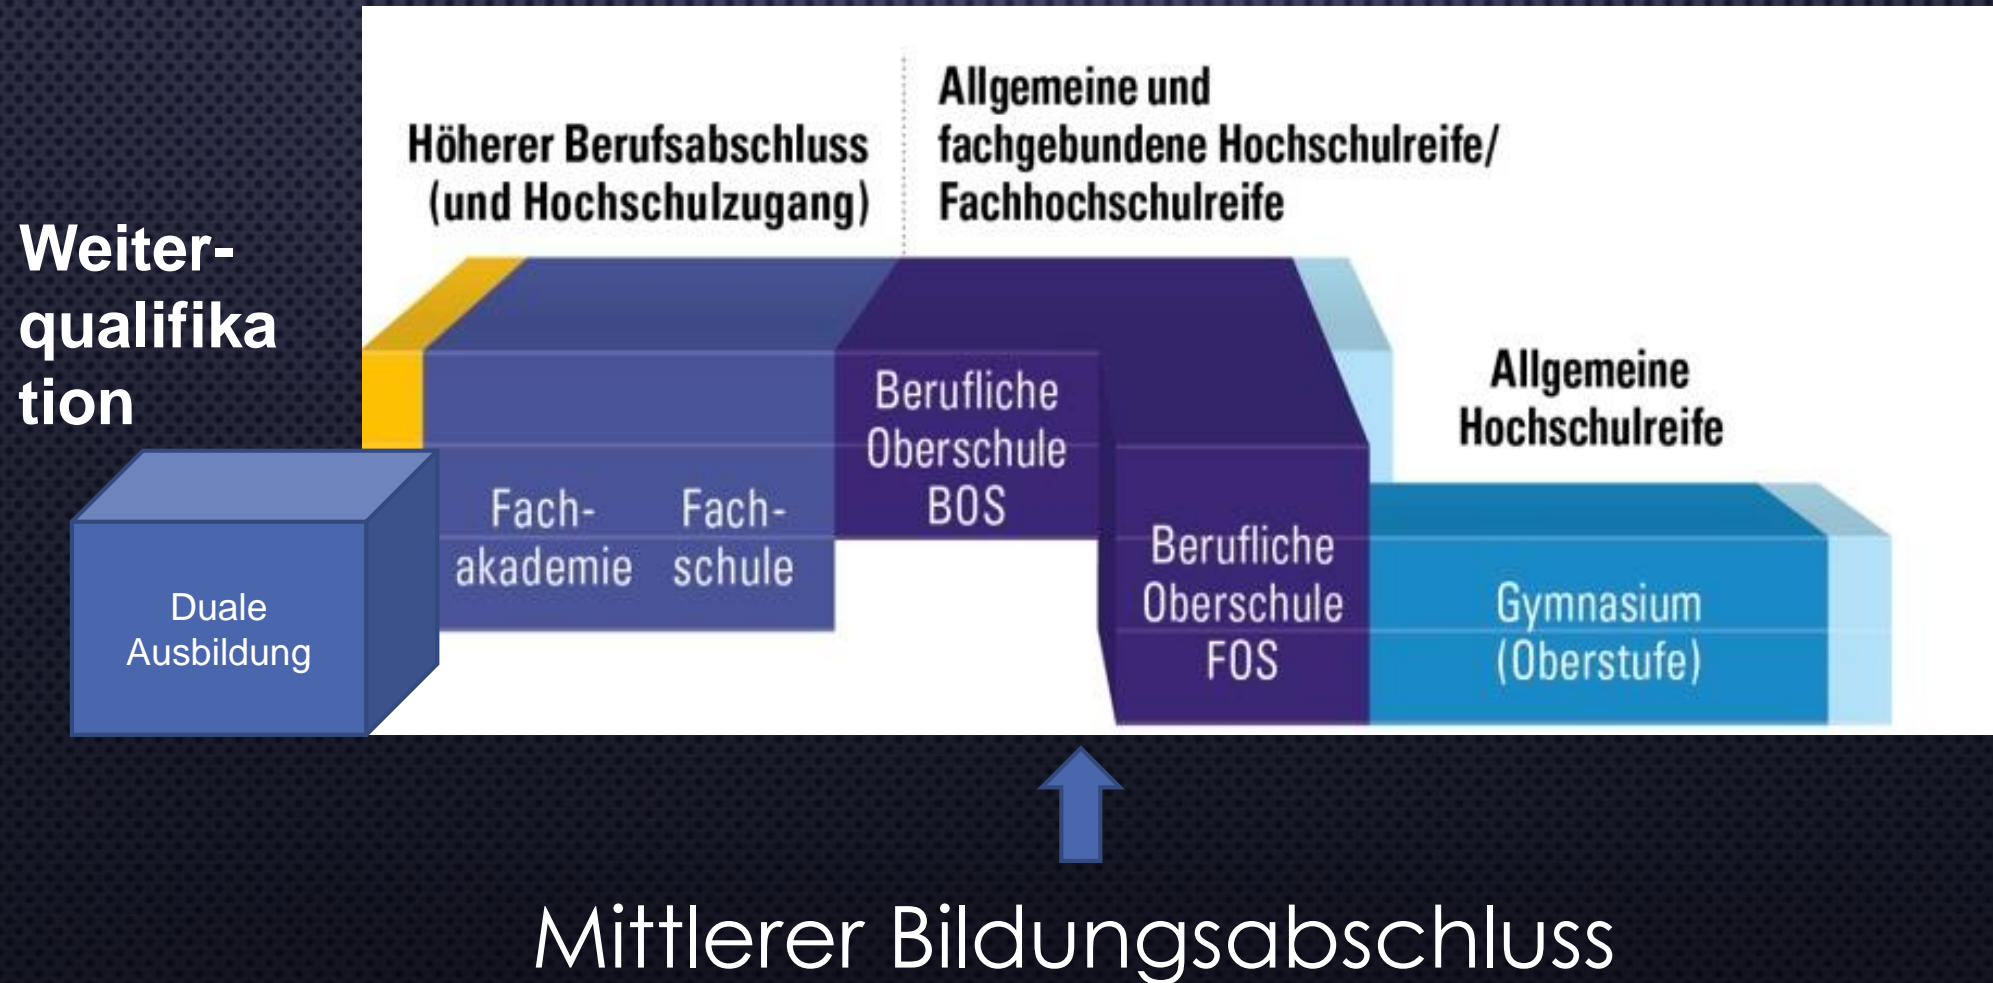 Weiter-
qualifika
tion
Höherer Berufsabschluss
(und Hochschulzugang)
Allgemeine und
fachgebundene Hochschulreife/
Fachhochschulreife
Allgemeine
Hochschulreife
Duale
Ausbildung
Fach-
akademie
Fach-
schule
Berufliche
Oberschule
BOS
Berufliche
Oberschule
FOS
Gymnasium
(Oberstufe)
Mittlerer Bildungsabschluss